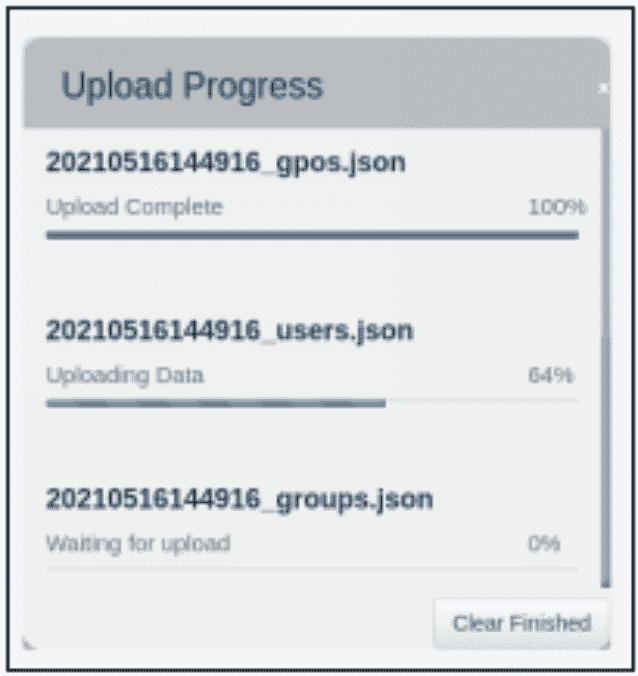 Upload Progress
×
20210516144916_gpos.json
Upload Complete 100%
20210516144916_users.json
Uploading Data 64%
20210516144916_groups.json
Waiting for upload 0%
Clear Finished